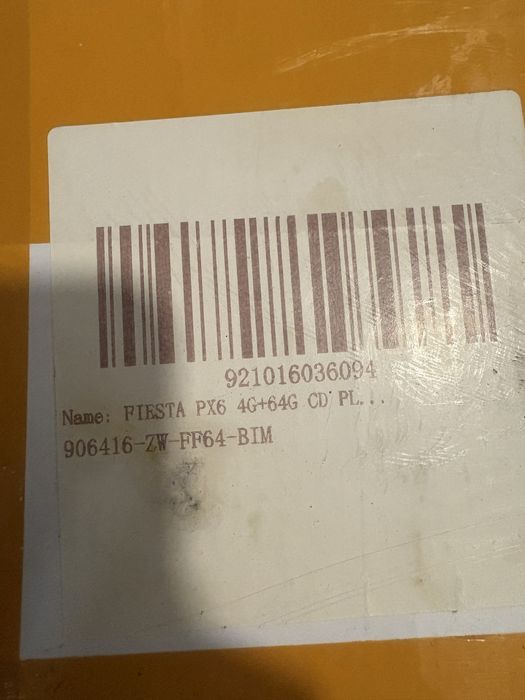 921016036094
Name: FIESTA PX6 4G+64G CD PL...
906416-ZW-FF64-BIM